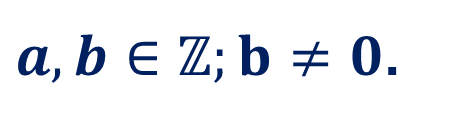 a, b ∈ ℤ; b ≠ 0.